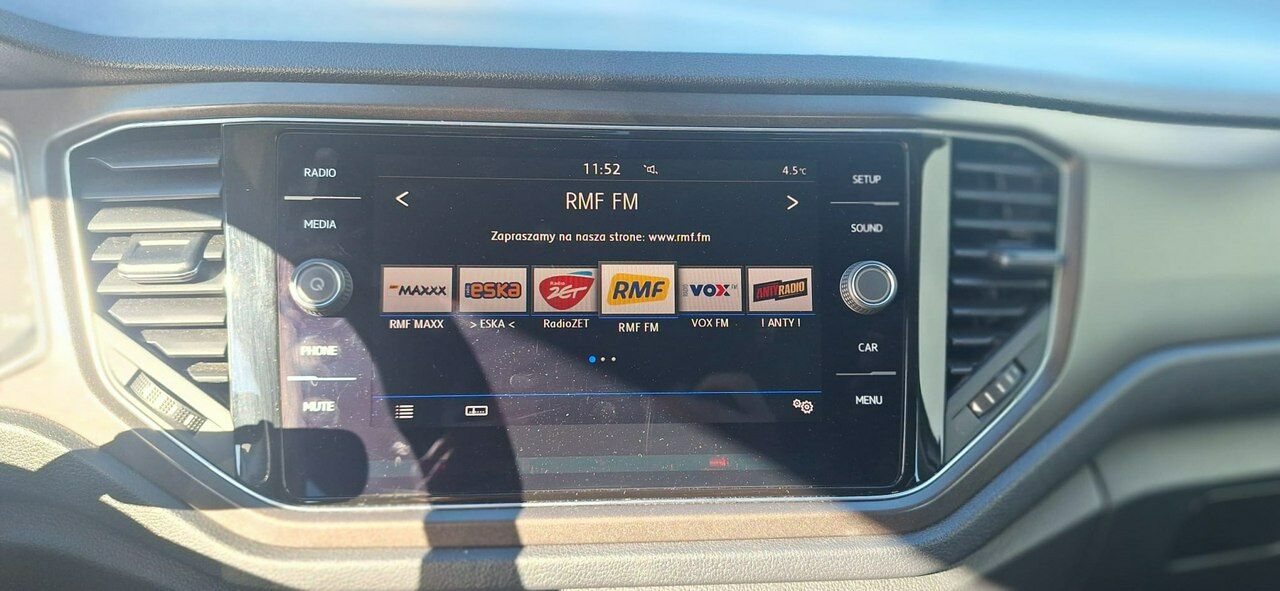 RADIO
MEDIA
PHONE
MUTE
11:52
4.5°C
< RMF FM >
Zapraszamy na nasza strone: www.rmf.fm
MAXXX
ESKA
Radio ZET
RMF
VOX FM
ANTYRADIO
RMF MAXX
> ESKA <
RadioZET
RMF FM
VOX FM
! ANTY !
SETUP
SOUND
CAR
MENU